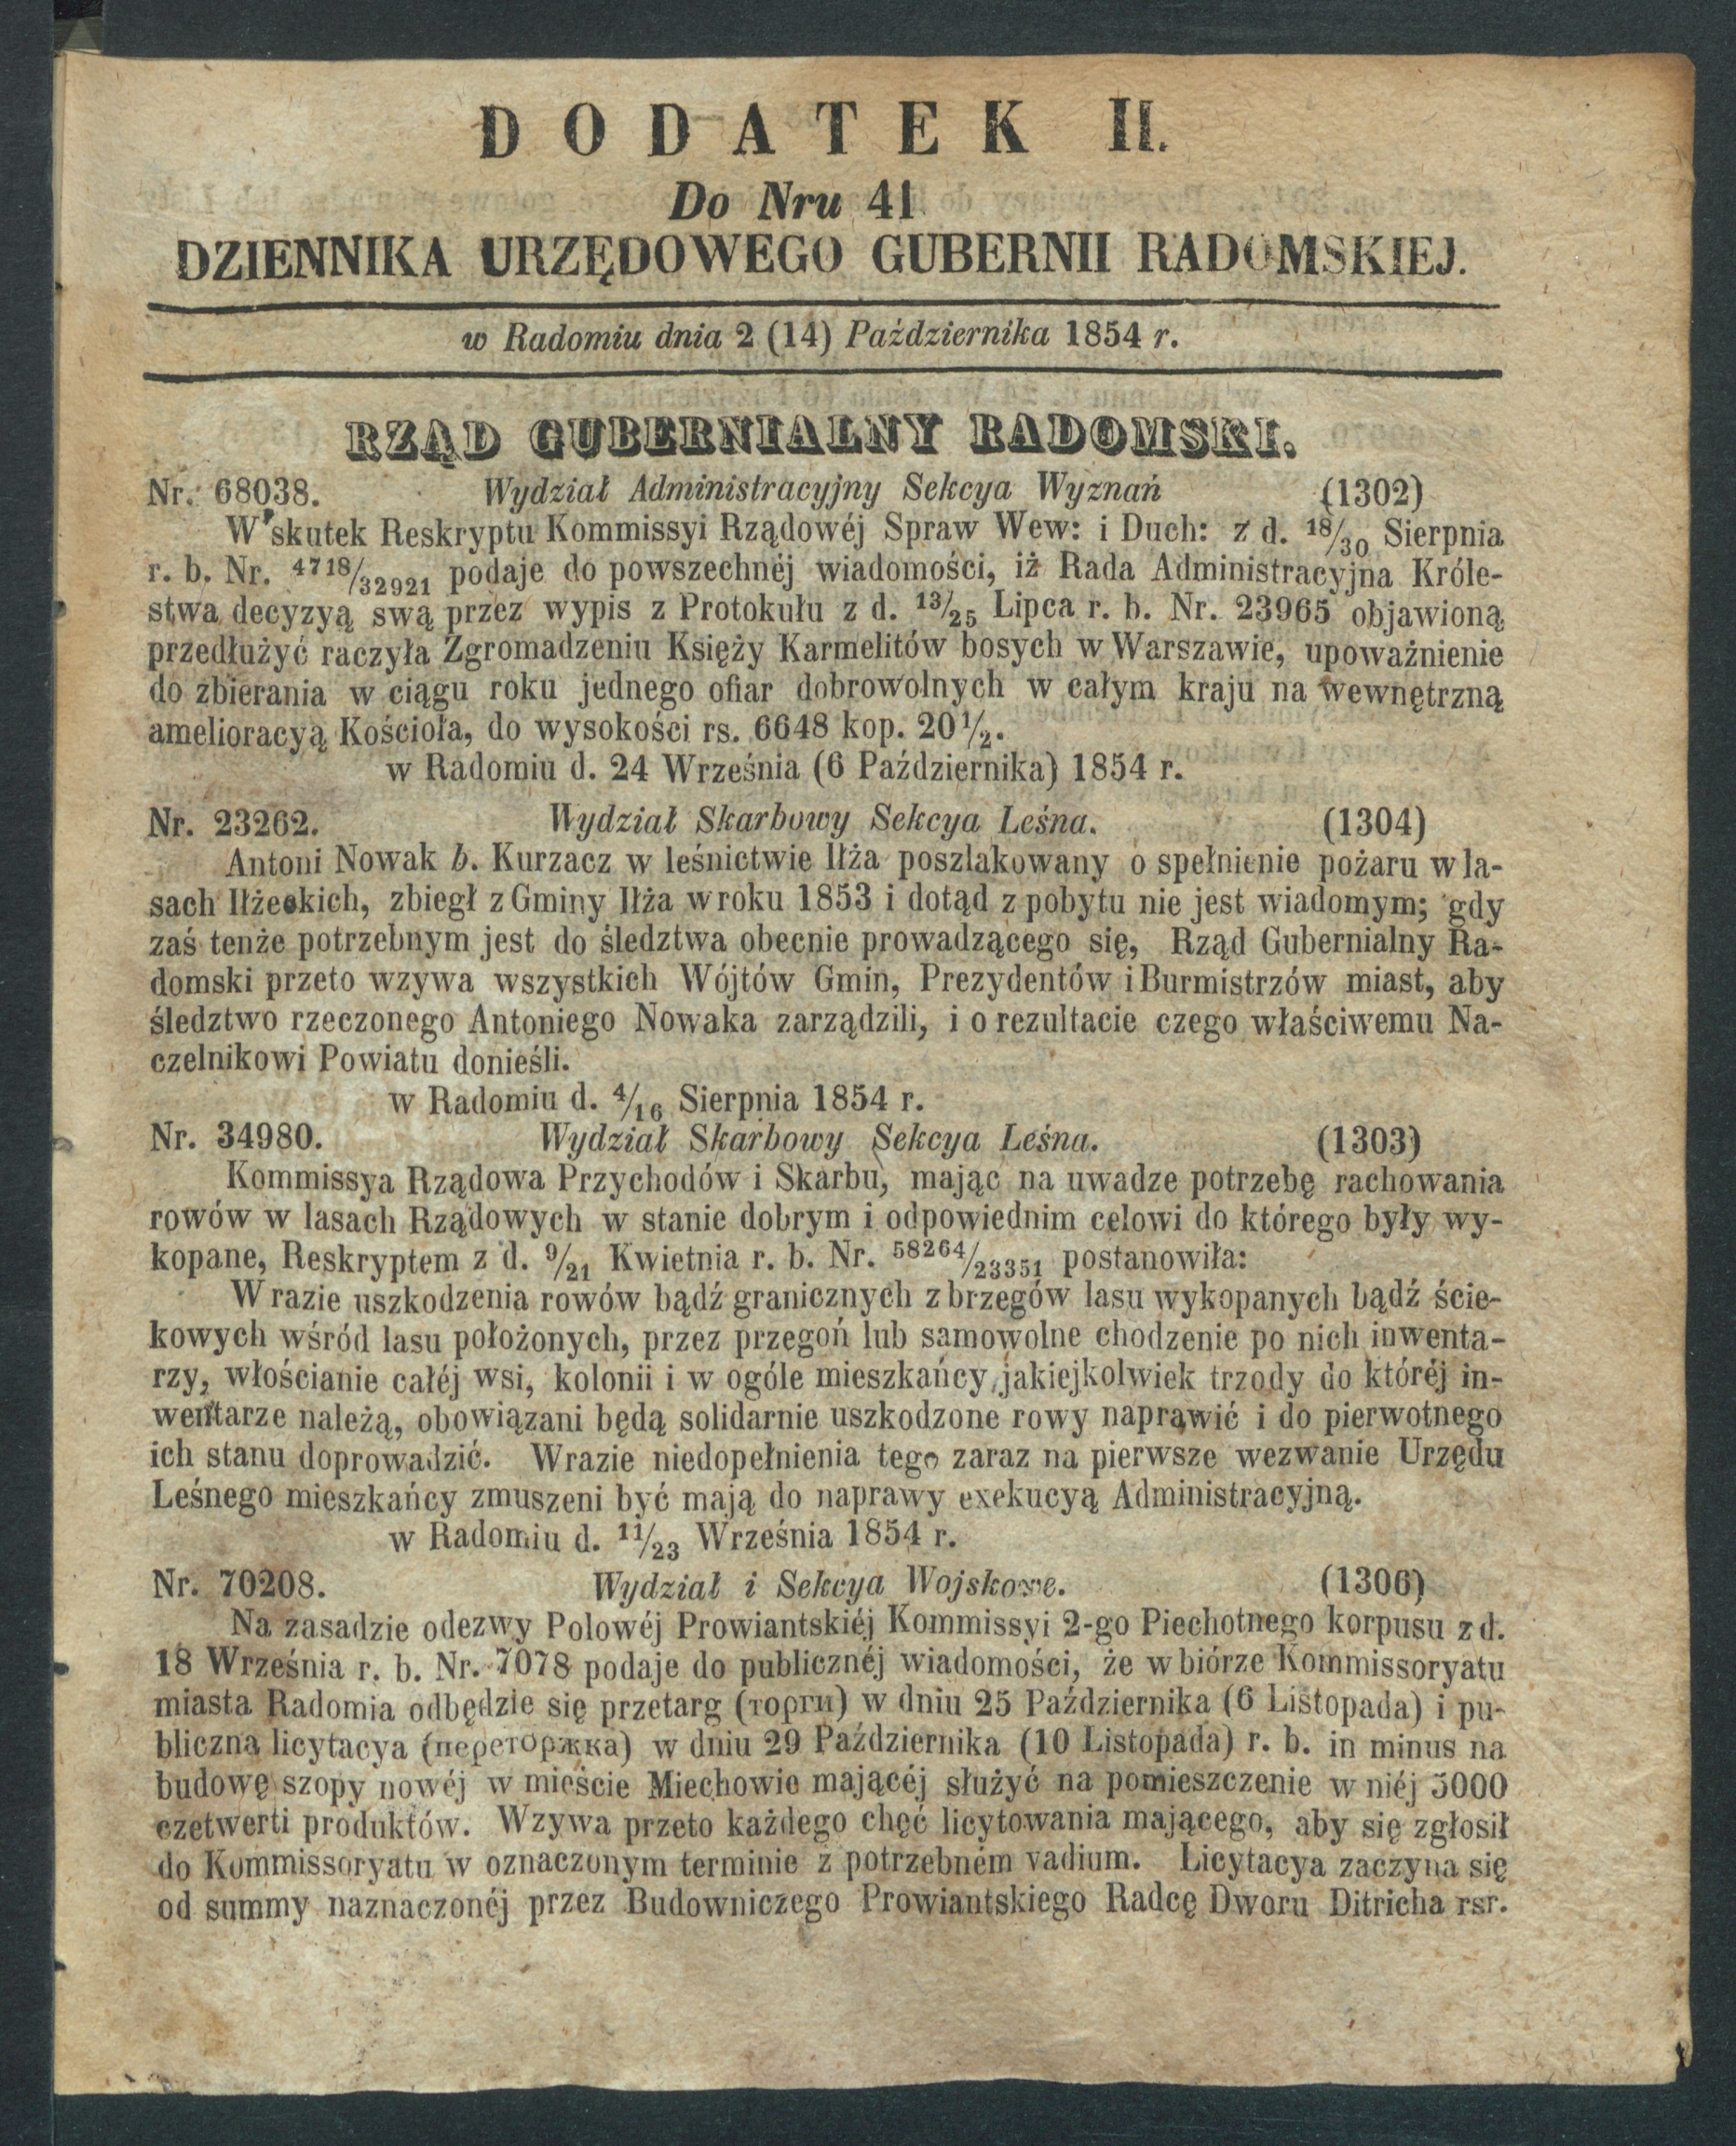 DODATEK II.
Do Nru 41
DZIENNIKA URZĘDOWEGO GUBERNII RADOMSKIEJ.
w Radomiu dnia 2 (14) Października 1854 r.
RZĄD GUBERNIALNY RADOMSKI.
Nr. 68038. Wydział Administracyjny Sekcya Wyznań (1302)
W'skutek Reskryptu Kommissyi Rządowéj Spraw Wew: i Duch: z d. 18/30 Sierpnia
r. b. Nr. 4718/32921 podaje do powszechnéj wiadomości, iż Rada Administracyjna Króle-
stwa decyzyą swą przez wypis z Protokułu z d. 13/25 Lipca r. b. Nr. 23965 objawioną
przedłużyć raczyła Zgromadzeniu Księży Karmelitów bosych w Warszawie, upoważnienie
do zbierania w ciągu roku jednego ofiar dobrowolnych w całym kraju na wewnętrzną
amelioracyą Kościoła, do wysokości rs. 6648 kop. 20 1/2.
w Radomiu d. 24 Września (6 Października) 1854 r.
Nr. 23262. Wydział Skarbowy Sekcya Leśna. (1304)
Antoni Nowak b. Kurzacz w leśnictwie Iłża poszlakowany o spełnienie pożaru w la-
sach Iłżeckich, zbiegł z Gminy Iłża w roku 1853 i dotąd z pobytu nie jest wiadomym; gdy
zaś tenże potrzebnym jest do śledztwa obecnie prowadzącego się, Rząd Gubernialny Ra-
domski przeto wzywa wszystkich Wójtów Gmin, Prezydentów i Burmistrzów miast, aby
śledztwo rzeczonego Antoniego Nowaka zarządzili, i o rezultacie czego właściwemu Na-
czelnikowi Powiatu donieśli.
w Radomiu d. 4/16 Sierpnia 1854 r.
Nr. 34980. Wydział Skarbowy Sekcya Leśna. (1303)
Kommissya Rządowa Przychodów i Skarbu, mając na uwadze potrzebę rachowania
rowów w lasach Rządowych w stanie dobrym i odpowiednim celowi do którego były wy-
kopane, Reskryptem z d. 9/21 Kwietnia r. b. Nr. 58264/23351 postanowiła:
W razie uszkodzenia rowów bądź granicznych z brzegów lasu wykopanych bądź ście-
kowych wśród lasu położonych, przez przegoń lub samowolne chodzenie po nich inwenta-
rzy, włościanie całéj wsi, kolonii i w ogóle mieszkańcy jakiejkolwiek trzody do któréj in-
wentarze należą, obowiązani będą solidarnie uszkodzone rowy naprawić i do pierwotnego
ich stanu doprowadzić. Wrazie niedopełnienia tego zaraz na pierwsze wezwanie Urzędu
Leśnego mieszkańcy zmuszeni być mają do naprawy exekucyą Administracyjną.
w Radomiu d. 11/23 Września 1854 r.
Nr. 70208. Wydział i Sekcya Wojskowe. (1306)
Na zasadzie odezwy Polowéj Prowiantskiéj Kommissyi 2-go Piechotnego korpusu z d.
18 Września r. b. Nr. 7078 podaje do publicznéj wiadomości, że w biórze Kommissoryatu
miasta Radomia odbędzie się przetarg (торги) w dniu 25 Października (6 Listopada) i pu-
bliczna licytacya (переторжка) w dniu 29 Października (10 Listopada) r. b. in minus na
budowę szopy nowéj w mieście Miechowie mającéj służyć na pomieszczenie w niéj 5000
czetwerti produktów. Wzywa przeto każdego chęć licytowania mającego, aby się zgłosił
do Kommissoryatu w oznaczonym terminie z potrzebném vadium. Licytacya zaczyna się
od summy naznaczonéj przez Budowniczego Prowiantskiego Radcę Dworu Ditricha rsr.